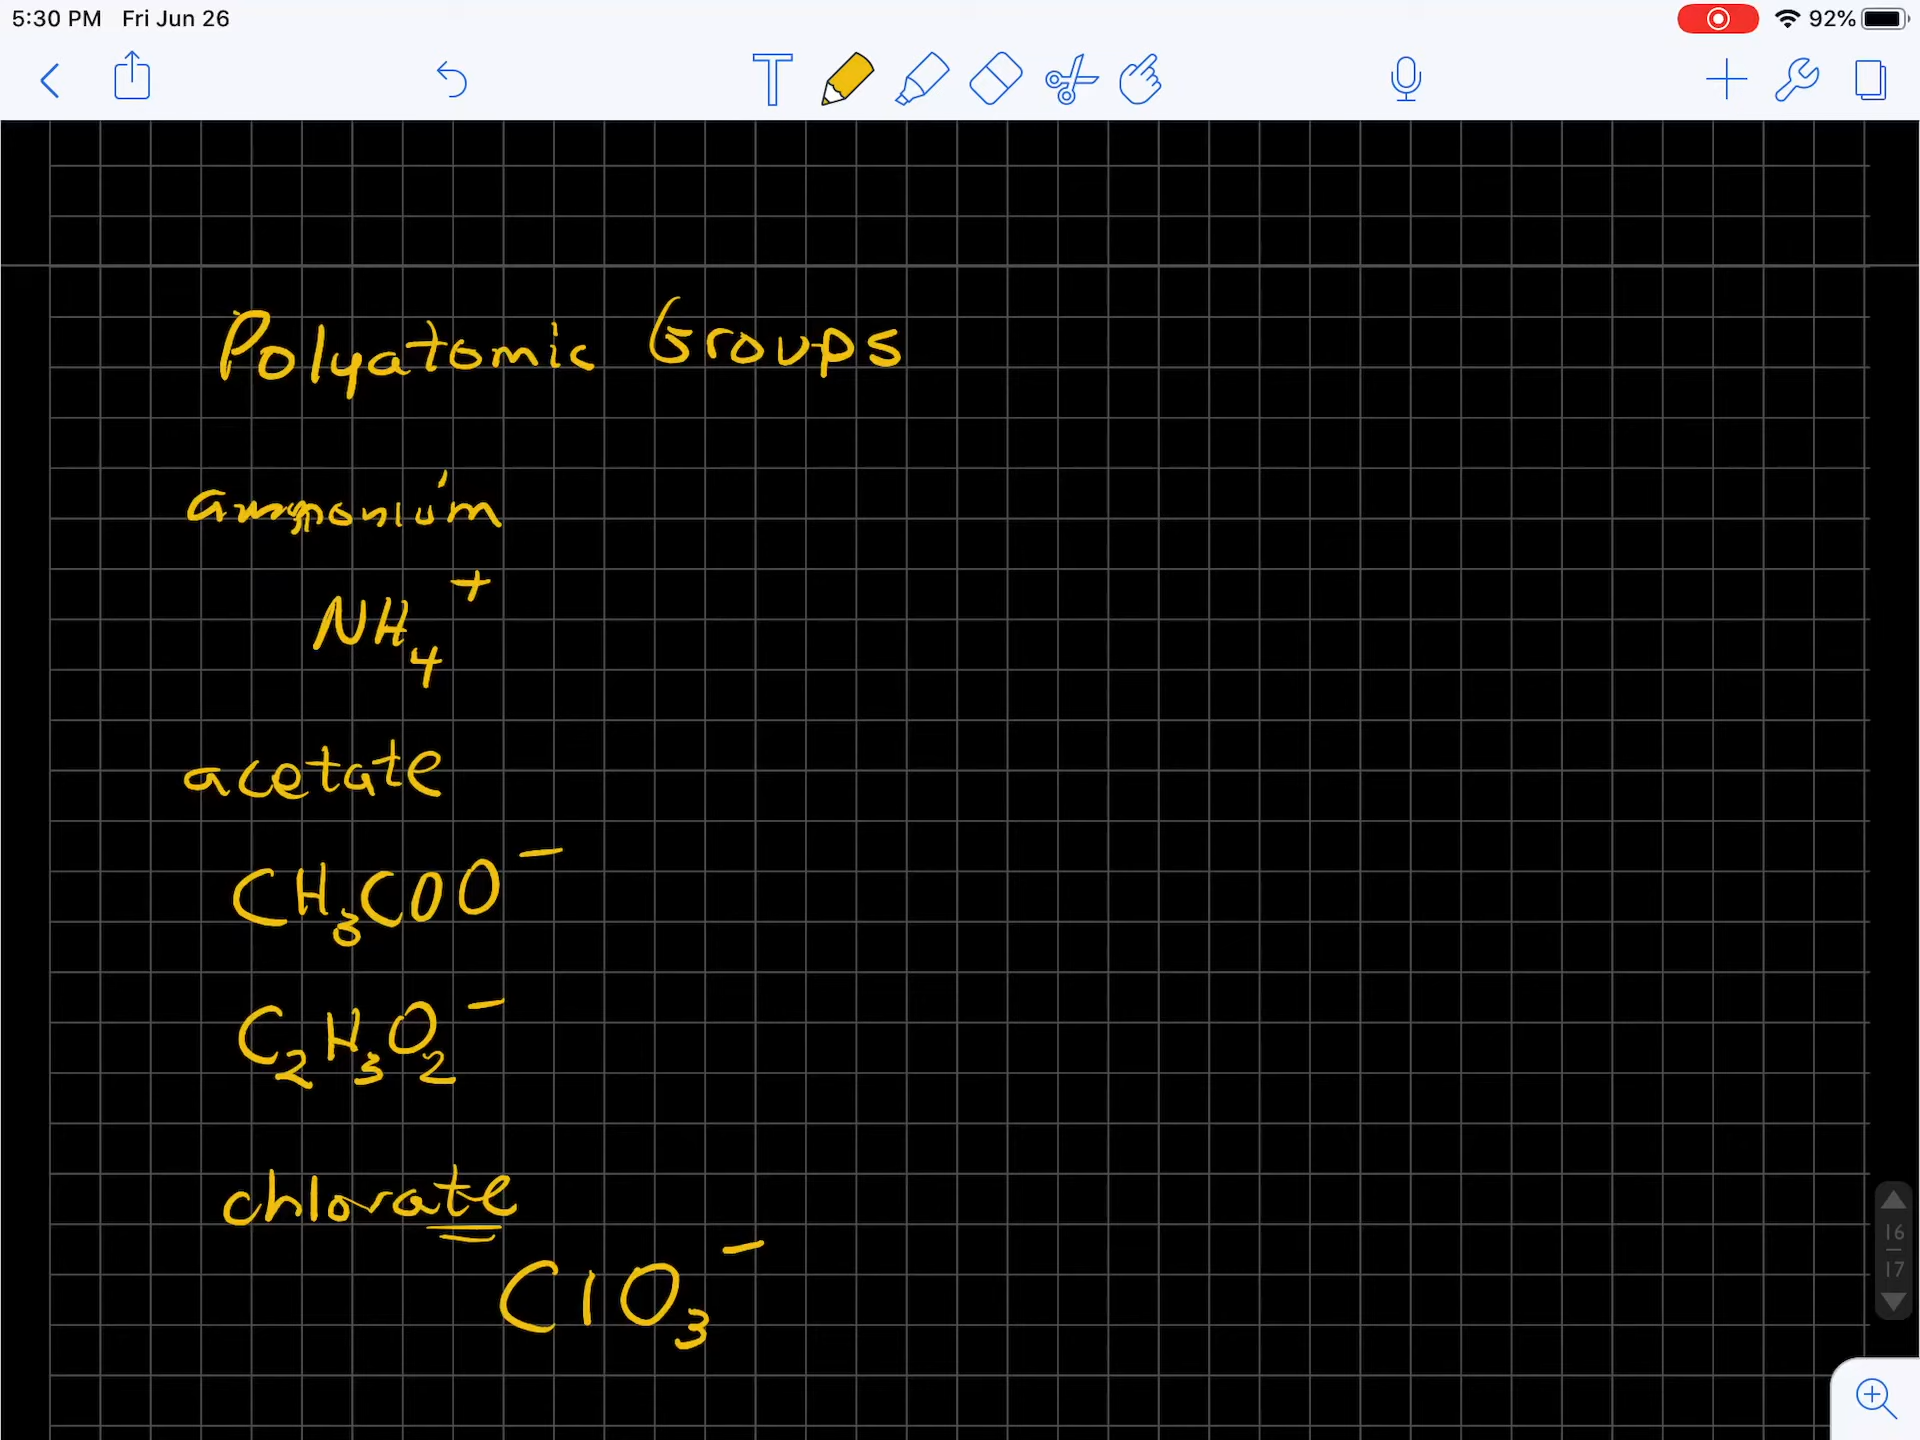 5:30 PM Fri Jun 26 92%
Polyatomic Groups
ammonium
NH₄⁺
acetate
CH₃COO⁻
C₂H₃O₂⁻
chlorate
ClO₃⁻
16
17